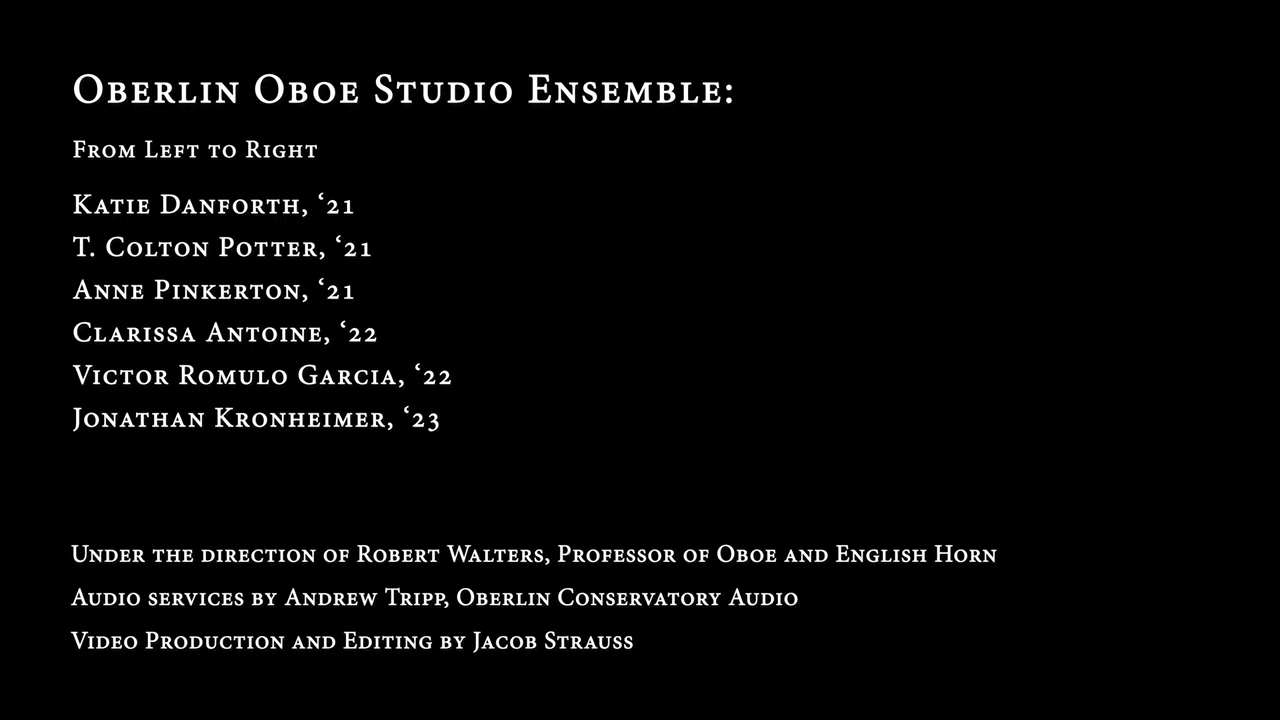 Oberlin Oboe Studio Ensemble:
From Left to Right
Katie Danforth, ‘21
T. Colton Potter, ‘21
Anne Pinkerton, ‘21
Clarissa Antoine, ‘22
Victor Romulo Garcia, ‘22
Jonathan Kronheimer, ‘23
Under the direction of Robert Walters, Professor of Oboe and English Horn
Audio services by Andrew Tripp, Oberlin Conservatory Audio
Video Production and Editing by Jacob Strauss